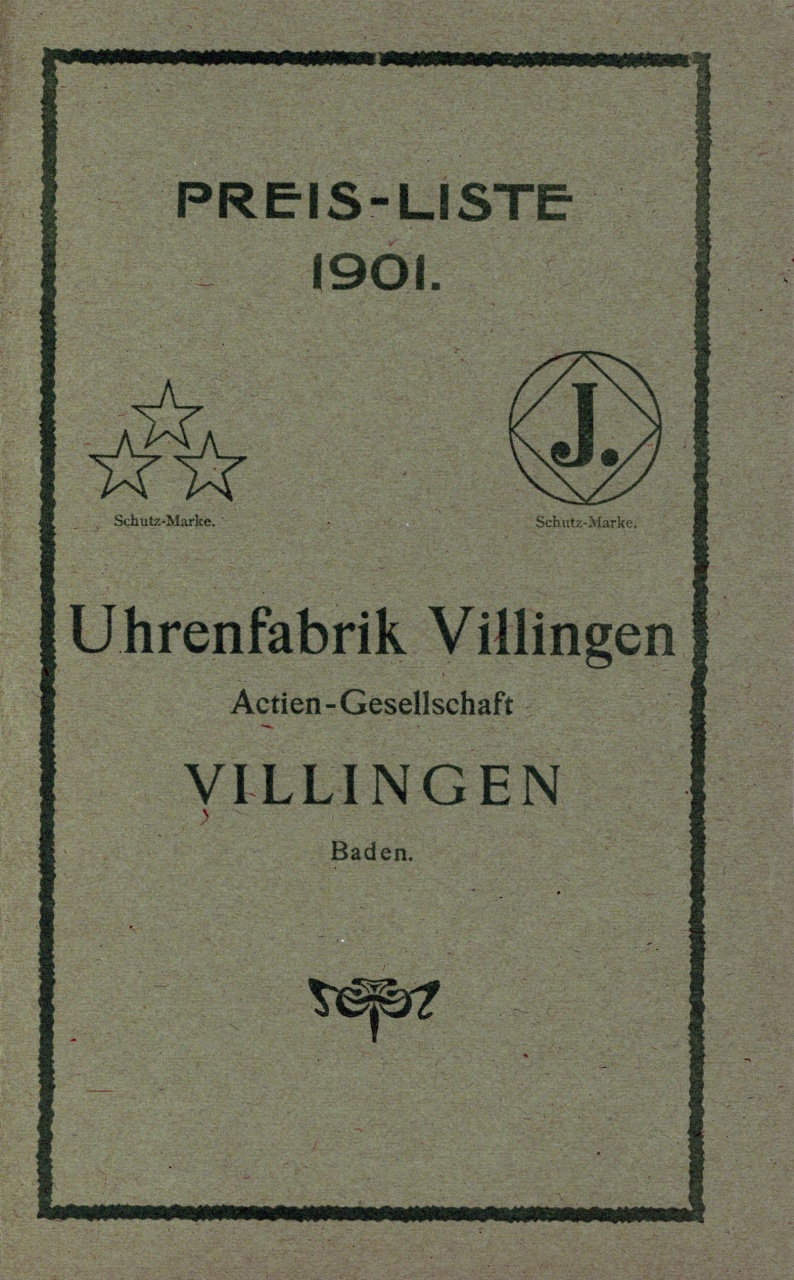 PREIS-LISTE
1901.
J.
Schutz-Marke.
Schutz-Marke.
Uhrenfabrik Villingen
Actien-Gesellschaft
VILLINGEN
Baden.